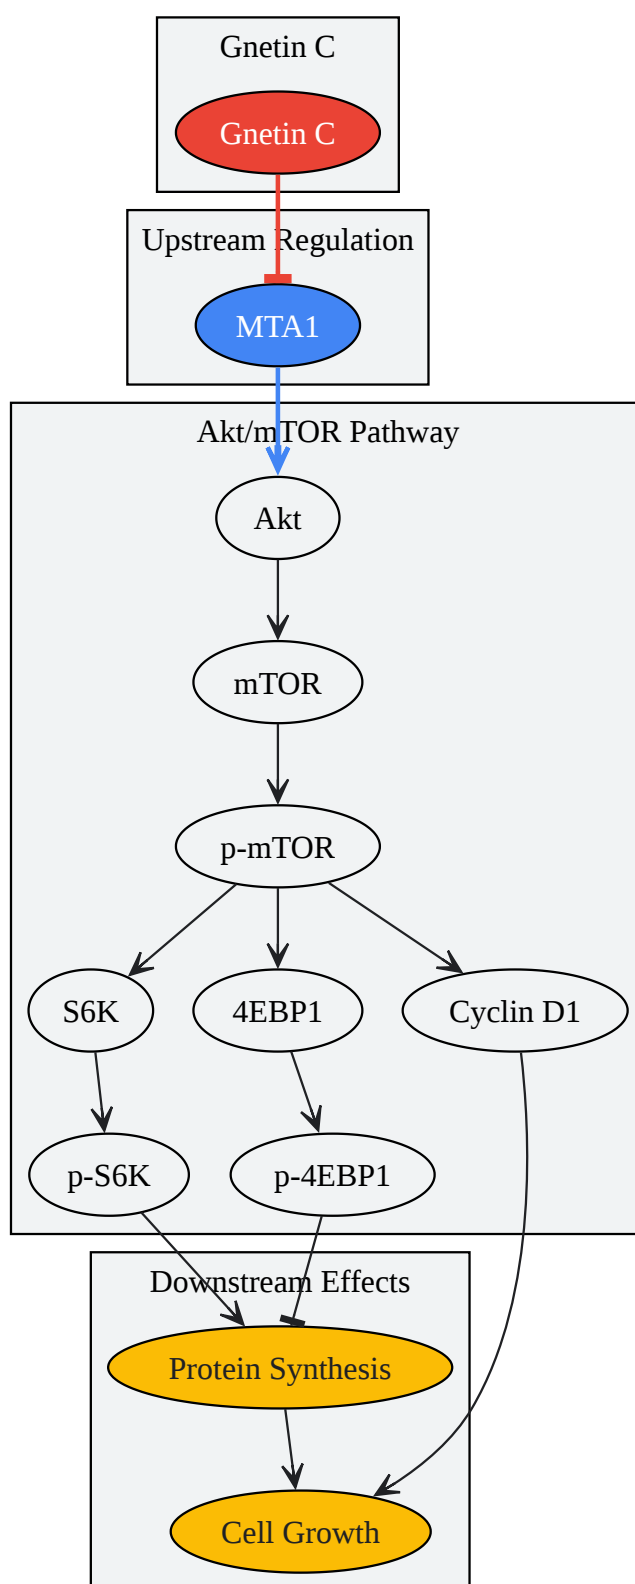 Gnetin C
Gnetin C
Upstream Regulation
MTA1
Akt/mTOR Pathway
Akt
mTOR
p-mTOR
S6K
4EBP1
Cyclin D1
p-S6K
p-4EBP1
Downstream Effects
Protein Synthesis
Cell Growth